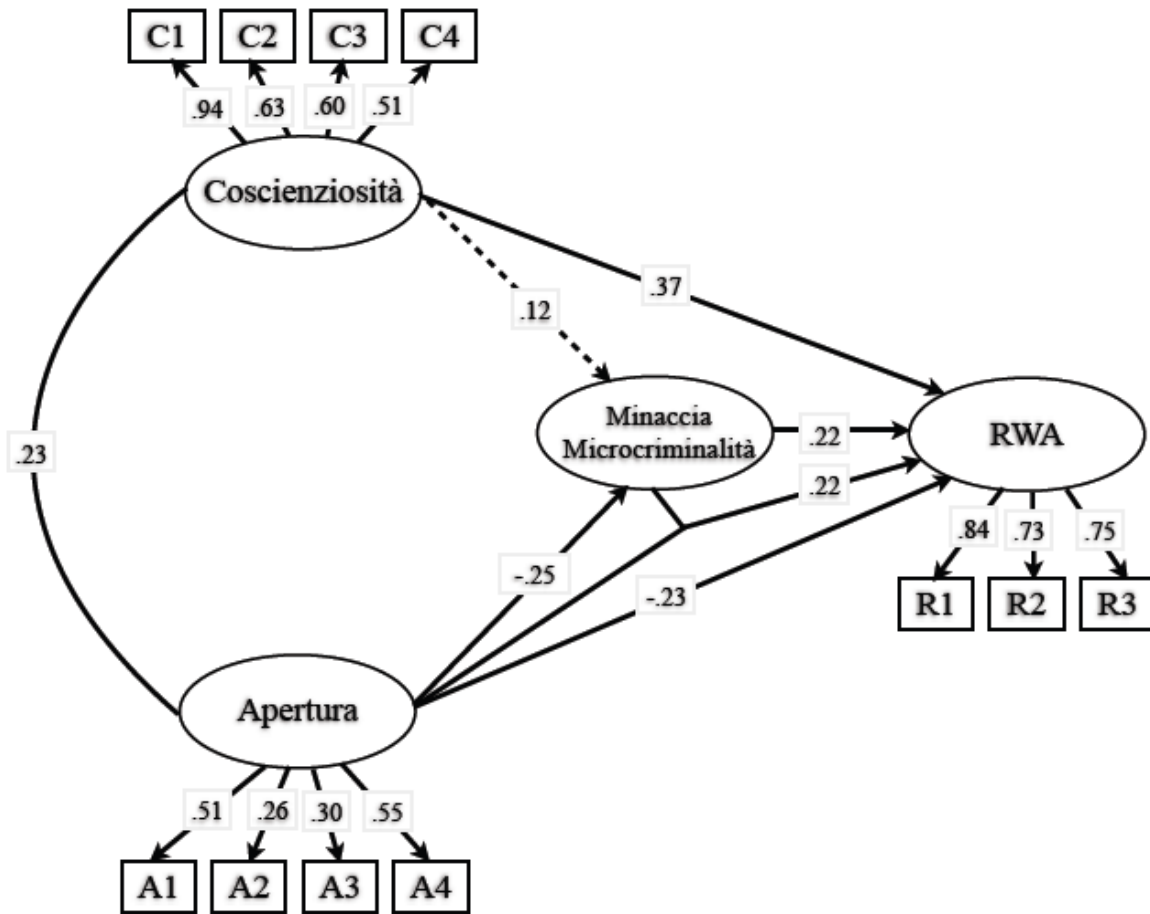 C1 C2 C3 C4
.94 .63 .60 .51
Coscienziosità
.37
.12
Minaccia
Microcriminalità
.22
RWA
.23
.22
.84 .73 .75
-.25
-.23
R1 R2 R3
Apertura
.51 .26 .30 .55
A1 A2 A3 A4